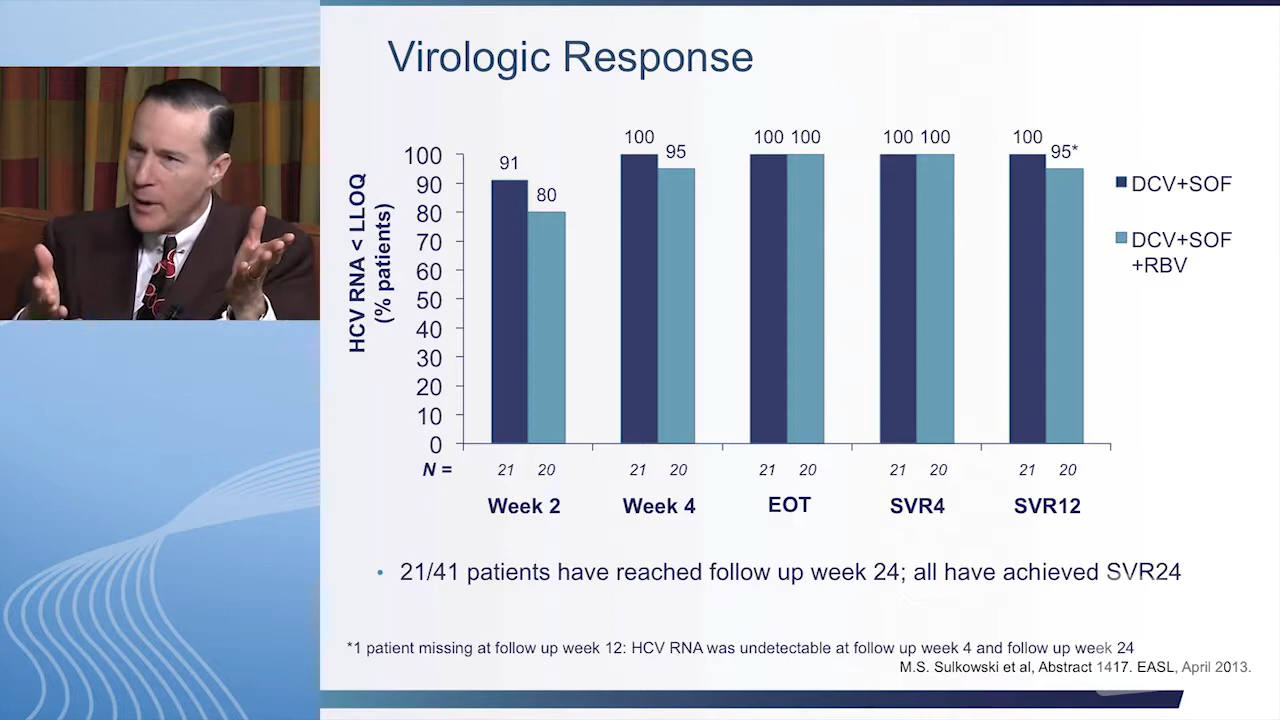 Virologic Response
HCV RNA < LLOQ
(% patients)
100
90
80
70
60
50
40
30
20
10
0
91
80
100
95
100
100
100
100
100
95*
DCV+SOF
DCV+SOF
+RBV
N =
21
20
21
20
21
20
21
20
21
20
Week 2
Week 4
EOT
SVR4
SVR12
• 21/41 patients have reached follow up week 24; all have achieved SVR24
*1 patient missing at follow up week 12: HCV RNA was undetectable at follow up week 4 and follow up week 24
M.S. Sulkowski et al, Abstract 1417. EASL, April 2013.